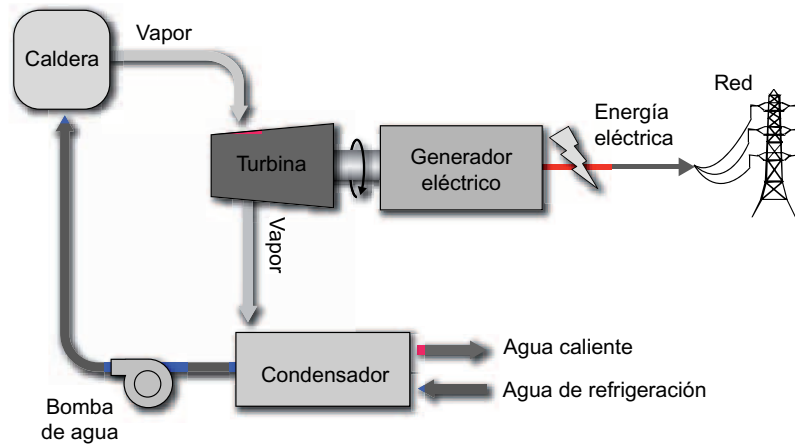 Vapor
Caldera
Red
Energía
eléctrica
Turbina
Generador
eléctrico
Vapor
Agua caliente
Condensador
Agua de refrigeración
Bomba
de agua